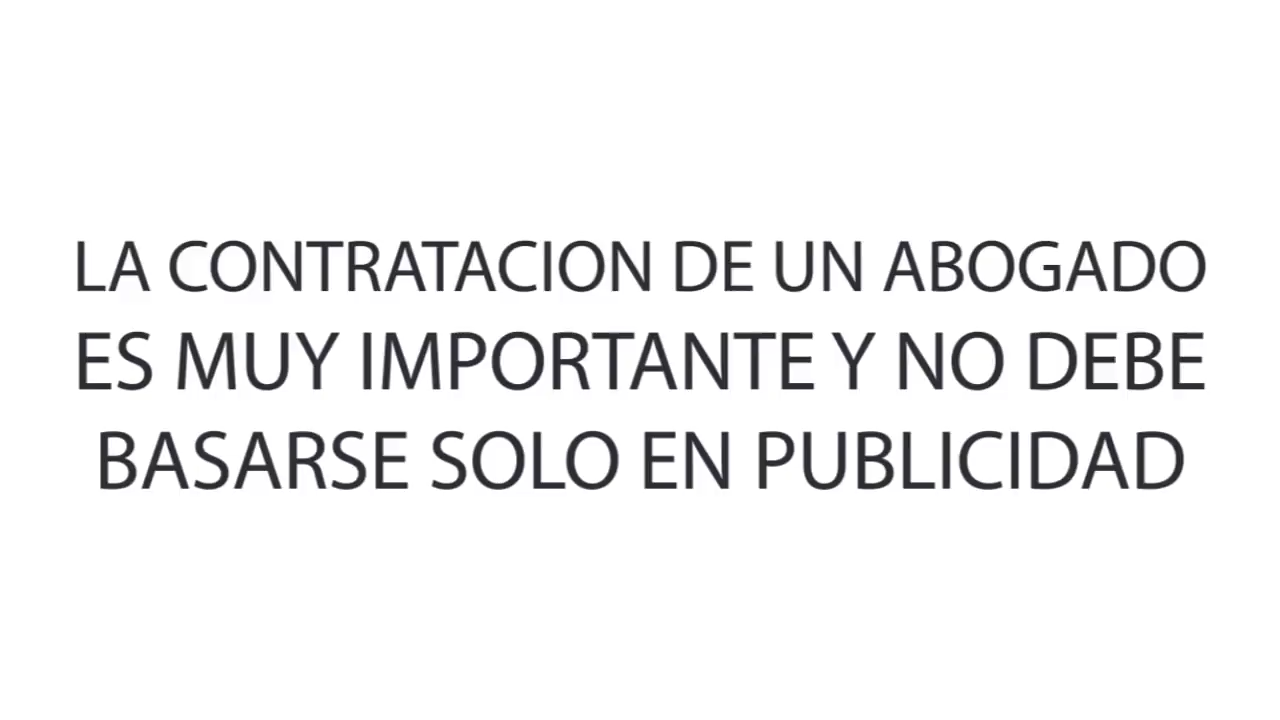 LA CONTRATACION DE UN ABOGADO
ES MUY IMPORTANTE Y NO DEBE
BASARSE SOLO EN PUBLICIDAD